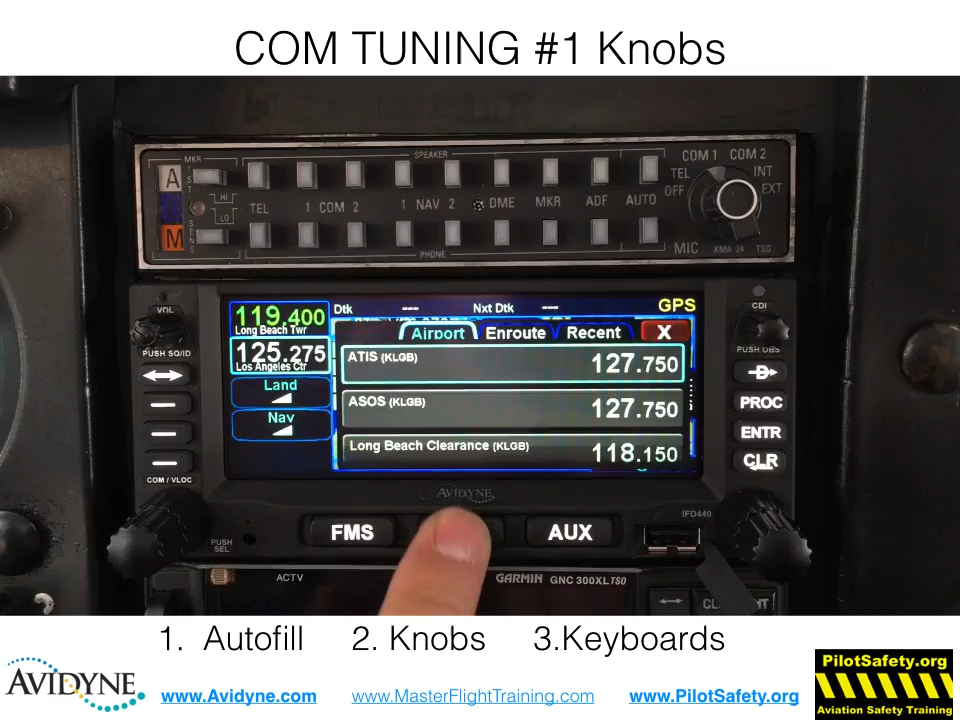 COM TUNING #1 Knobs
MKR
SPEAKER
COM 1 COM 2
A
TEST
TEL
INT
OFF
EXT
HI
LO
TEL 1 COM 2 1 NAV 2 DME MKR ADF AUTO
SENS
M
PHONE
MIC KMA 24 TSO
VOL
CDI
119.400
Long Beach Twr
Dtk --- Nxt Dtk --- GPS
Airport Enroute Recent X
PUSH SQ/ID
PUSH OBS
125.275
Los Angeles Ctr
ATIS (KLGB) 127.750
D
Land
ASOS (KLGB) 127.750
PROC
Nav
ENTR
Long Beach Clearance (KLGB) 118.150
CLR
COM / VLOC
AVIDYNE
IFD440
FMS AUX
PUSH
SEL
ACTV
GARMIN GNC 300XL TSO
1. Autofill 2. Knobs 3.Keyboards
AVIDYNE
www.Avidyne.com www.MasterFlightTraining.com www.PilotSafety.org
PilotSafety.org
Aviation Safety Training